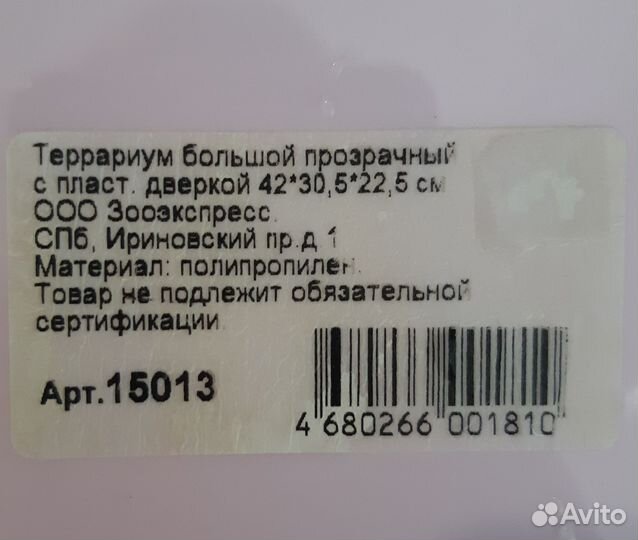 Террариум большой прозрачный
с пласт. дверкой 42*30,5*22,5 см
ООО Зооэкспресс.
СПб, Ириновский пр.д 1
Материал: полипропилен.
Товар не подлежит обязательной
сертификации.
Арт.15013
4 680266 001810
Avito